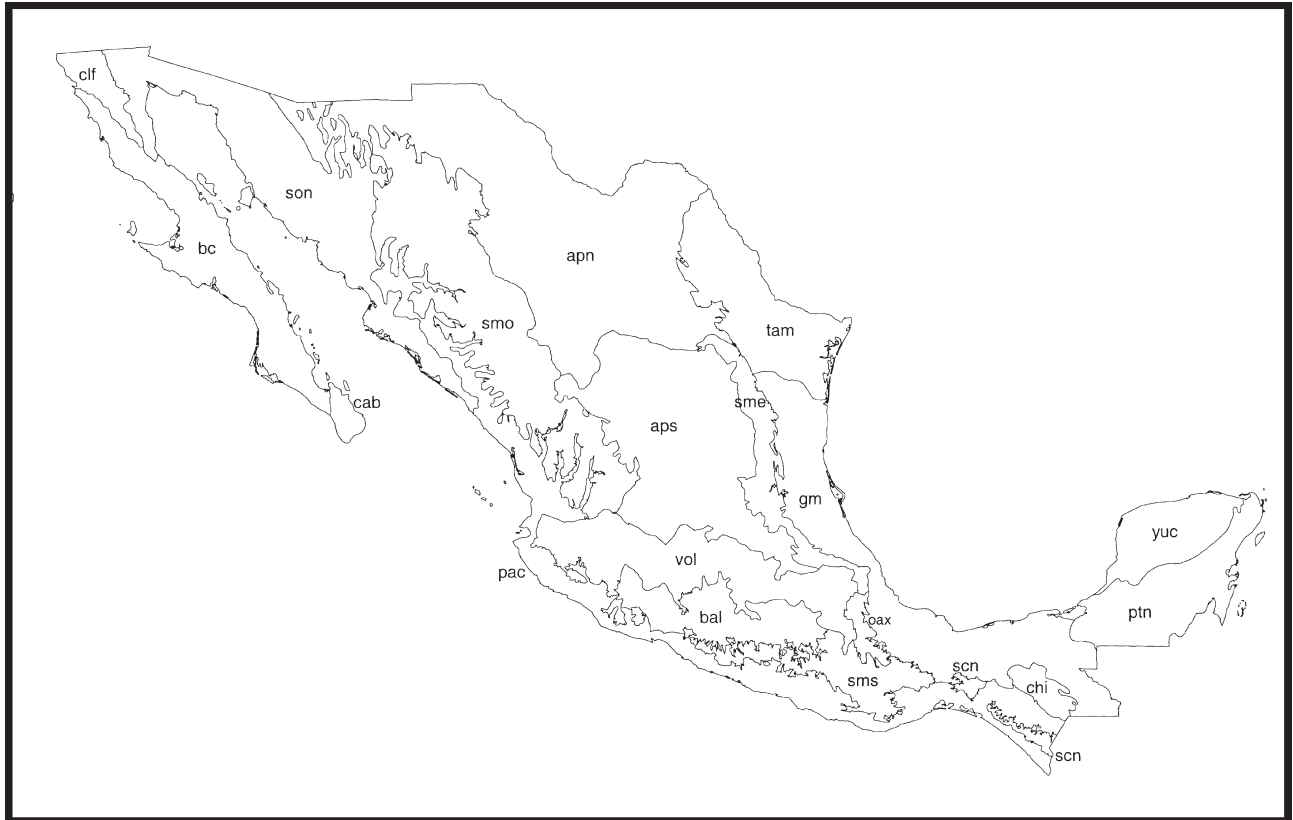 clf
son
bc
apn
smo
tam
cab
sme
aps
gm
yuc
vol
pac
ptn
bal
oax
scn
sms
chi
scn